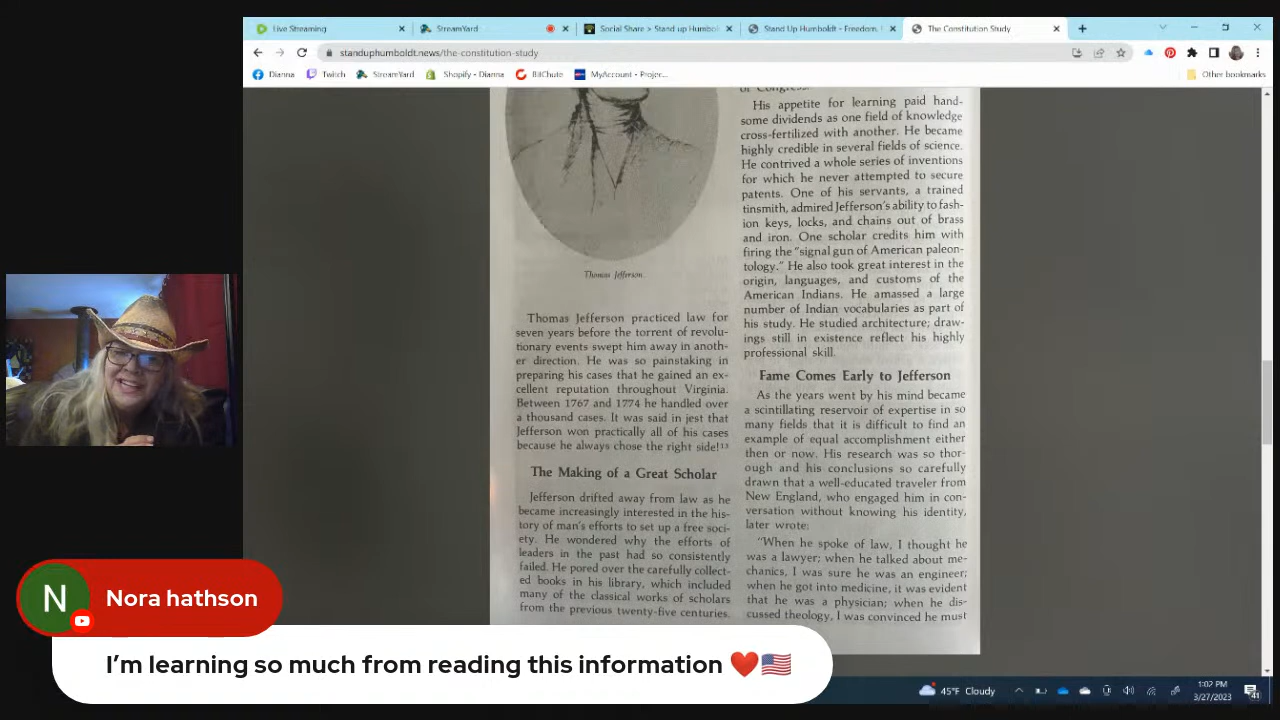 Live Streaming
StreamYard
Social Share > Stand up Humbol
Stand Up Humboldt - Freedom,
The Constitution Study
standuphumboldt.news/the-constitution-study
Dianna
Twitch
StreamYard
Shopify - Dianna
BitChute
MyAccount - Projec...
Other bookmarks
Thomas Jefferson
Thomas Jefferson practiced law for
seven years before the torrent of revolu-
tionary events swept him away in anoth-
er direction. He was so painstaking in
preparing his cases that he gained an ex-
cellent reputation throughout Virginia.
Between 1767 and 1774 he handled over
a thousand cases. It was said in jest that
Jefferson won practically all of his cases
because he always chose the right side!¹³
The Making of a Great Scholar
Jefferson drifted away from law as he
became increasingly interested in the his-
tory of man's efforts to set up a free soci-
ety. He wondered why the efforts of
leaders in the past had so consistently
failed. He pored over the carefully collect-
ed books in his library, which included
many of the classical works of scholars
from the previous twenty-five centuries.
of Congress.
His appetite for learning paid hand-
some dividends as one field of knowledge
cross-fertilized with another. He became
highly credible in several fields of science.
He contrived a whole series of inventions
for which he never attempted to secure
patents. One of his servants, a trained
tinsmith, admired Jefferson's ability to fash-
ion keys, locks, and chains out of brass
and iron. One scholar credits him with
firing the "signal gun of American paleon-
tology." He also took great interest in the
origin, languages, and customs of the
American Indians. He amassed a large
number of Indian vocabularies as part of
his study. He studied architecture; draw-
ings still in existence reflect his highly
professional skill.
Fame Comes Early to Jefferson
As the years went by his mind became
a scintillating reservoir of expertise in so
many fields that it is difficult to find an
example of equal accomplishment either
then or now. His research was so thor-
ough and his conclusions so carefully
drawn that a well-educated traveler from
New England, who engaged him in con-
versation without knowing his identity,
later wrote:
"When he spoke of law, I thought he
was a lawyer; when he talked about me-
chanics, I was sure he was an engineer;
when he got into medicine, it was evident
that he was a physician; when he dis-
cussed theology, I was convinced he must
N
Nora hathson
I'm learning so much from reading this information ❤️🇺🇸
45°F Cloudy
1:02 PM
3/27/2023
41